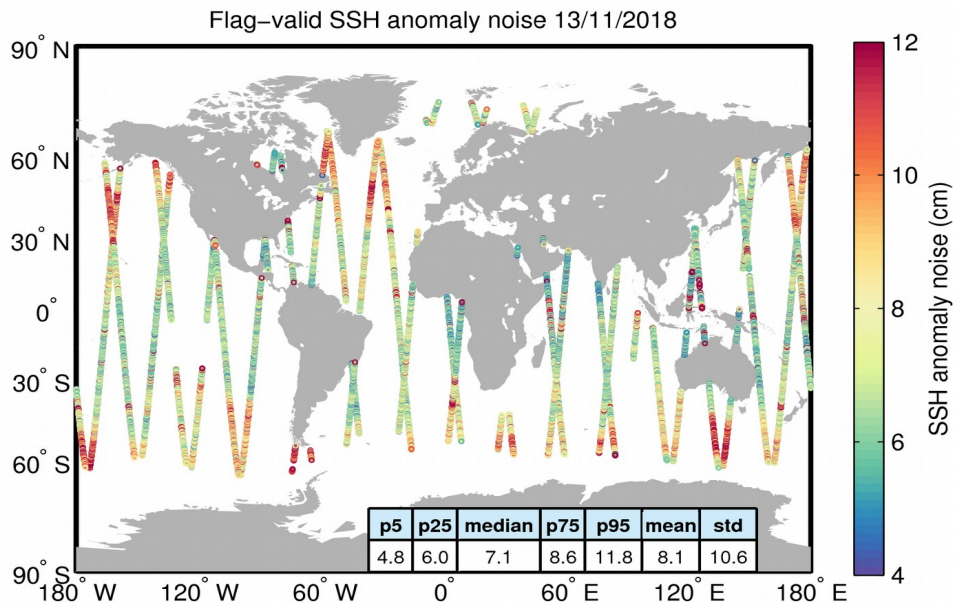 Flag−valid SSH anomaly noise 13/11/2018
90° N
60° N
30° N
0°
30° S
60° S
90° S
180° W
120° W
60° W
0°
60° E
120° E
180° E
p5 p25 median p75 p95 mean std
4.8 6.0 7.1 8.6 11.8 8.1 10.6
12
10
8
6
4
SSH anomaly noise (cm)